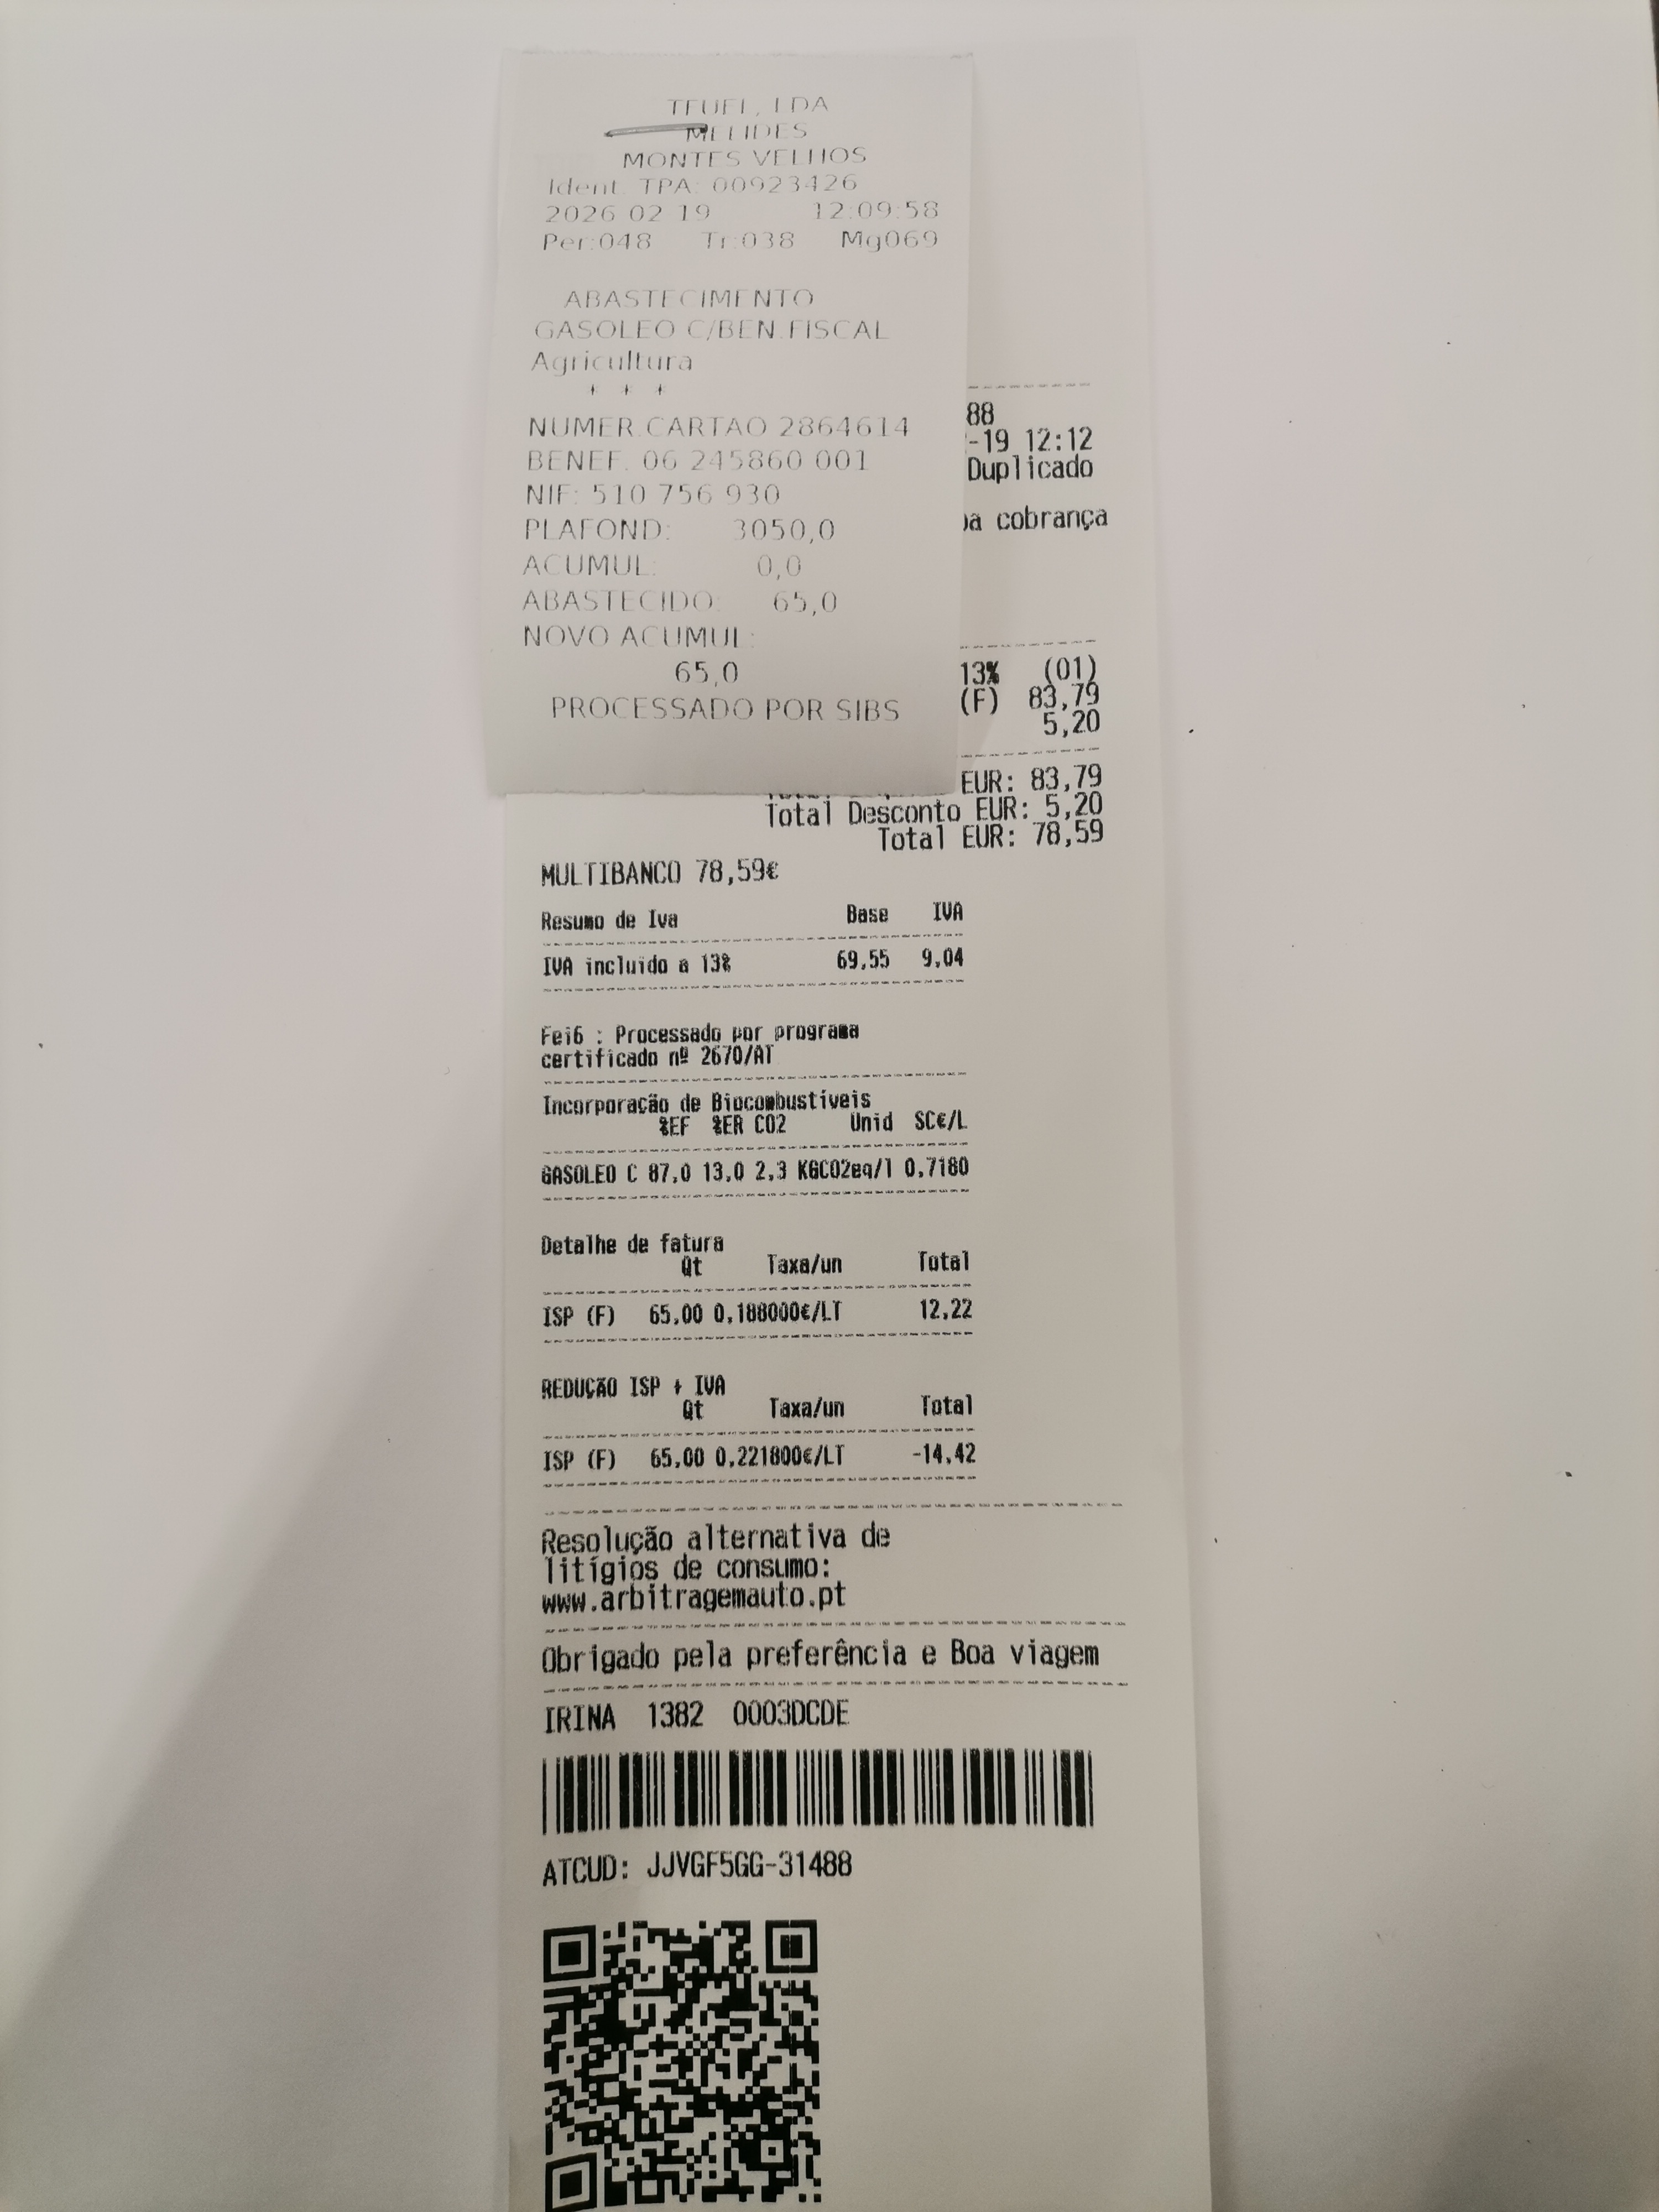 TFUEL, LDA
MELIDES
MONTES VELHOS
Ident. TPA: 00923426
2026 02 19 12:09:58
Per:048 Tr:038 Mg069
ABASTECIMENTO
GASOLEO C/BEN.FISCAL
Agricultura
* * *
NUMER.CARTAO 2864614
BENEF. 06 245860 001
NIF: 510 756 930
PLAFOND: 3050,0
ACUMUL: 0,0
ABASTECIDO: 65,0
NOVO ACUMUL:
65,0
PROCESSADO POR SIBS
88
-19 12:12
Duplicado
oa cobrança
13% (01)
(F) 83,79
5,20
EUR: 83,79
Total Desconto EUR: 5,20
Total EUR: 78,59
MULTIBANCO 78,59€
Resumo de Iva Base IVA
IVA incluido a 13% 69,55 9,04
Fei6 : Processado por programa
certificado nº 2670/AT
Incorporação de Biocombustíveis
%EF %ER CO2 Unid SC€/L
GASOLEO C 87,0 13,0 2,3 KGCO2eq/l 0,7180
Detalhe de fatura
Qt Taxa/un Total
ISP (F) 65,00 0,188000€/LT 12,22
REDUÇÃO ISP + IVA
Qt Taxa/un Total
ISP (F) 65,00 0,221800€/LT -14,42
Resolução alternativa de
litígios de consumo:
www.arbitragemauto.pt
Obrigado pela preferência e Boa viagem
IRINA 1382 0003DCDE
ATCUD: JJVGF5GG-31488